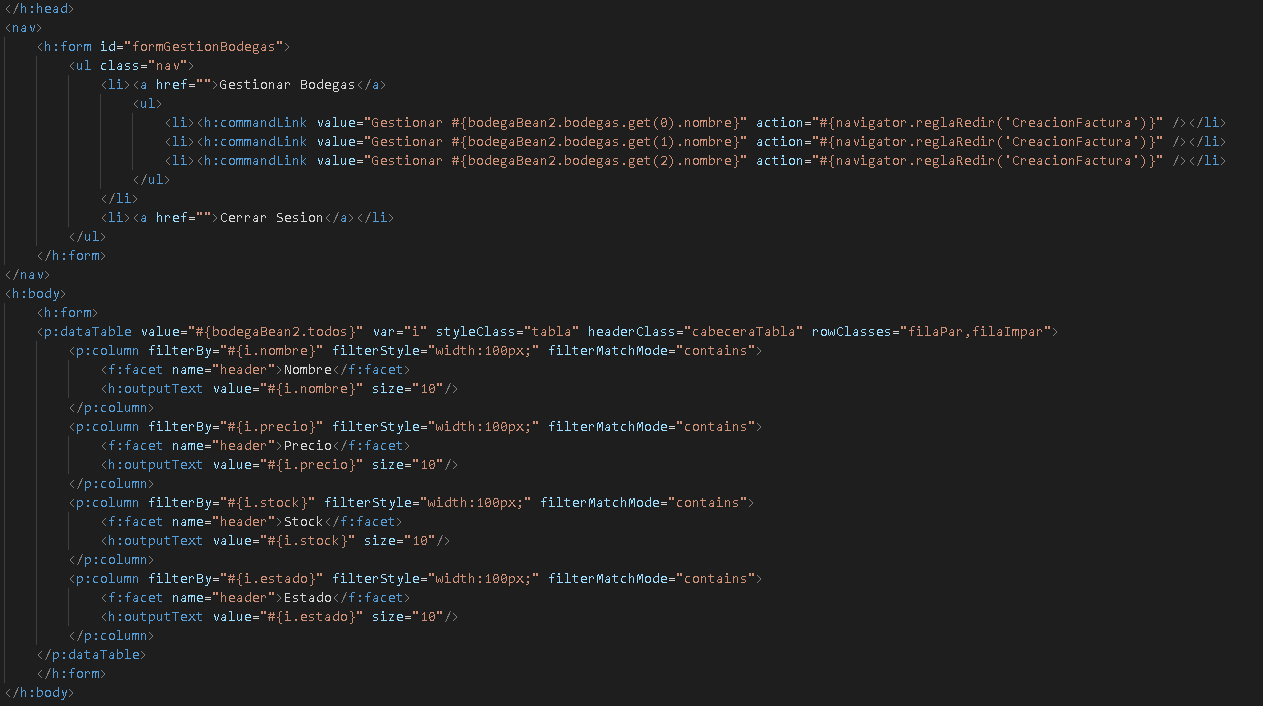 </h:head>
<nav>
    <h:form id="formGestionBodegas">
        <ul class="nav">
            <li><a href="">Gestionar Bodegas</a>
                <ul>
                    <li><h:commandLink value="Gestionar #{bodegaBean2.bodegas.get(0).nombre}" action="#{navigator.reglaRedir('CreacionFactura')}" /></li>
                    <li><h:commandLink value="Gestionar #{bodegaBean2.bodegas.get(1).nombre}" action="#{navigator.reglaRedir('CreacionFactura')}" /></li>
                    <li><h:commandLink value="Gestionar #{bodegaBean2.bodegas.get(2).nombre}" action="#{navigator.reglaRedir('CreacionFactura')}" /></li>
                </ul>
            </li>
            <li><a href="">Cerrar Sesion</a></li>
        </ul>
    </h:form>
</nav>
<h:body>
    <h:form>
    <p:dataTable value="#{bodegaBean2.todos}" var="i" styleClass="tabla" headerClass="cabeceraTabla" rowClasses="filaPar,filaImpar">
        <p:column filterBy="#{i.nombre}" filterStyle="width:100px;" filterMatchMode="contains">
            <f:facet name="header">Nombre</f:facet>
            <h:outputText value="#{i.nombre}" size="10"/>
        </p:column>
        <p:column filterBy="#{i.precio}" filterStyle="width:100px;" filterMatchMode="contains">
            <f:facet name="header">Precio</f:facet>
            <h:outputText value="#{i.precio}" size="10"/>
        </p:column>
        <p:column filterBy="#{i.stock}" filterStyle="width:100px;" filterMatchMode="contains">
            <f:facet name="header">Stock</f:facet>
            <h:outputText value="#{i.stock}" size="10"/>
        </p:column>
        <p:column filterBy="#{i.estado}" filterStyle="width:100px;" filterMatchMode="contains">
            <f:facet name="header">Estado</f:facet>
            <h:outputText value="#{i.estado}" size="10"/>
        </p:column>
    </p:dataTable>
    </h:form>
</h:body>